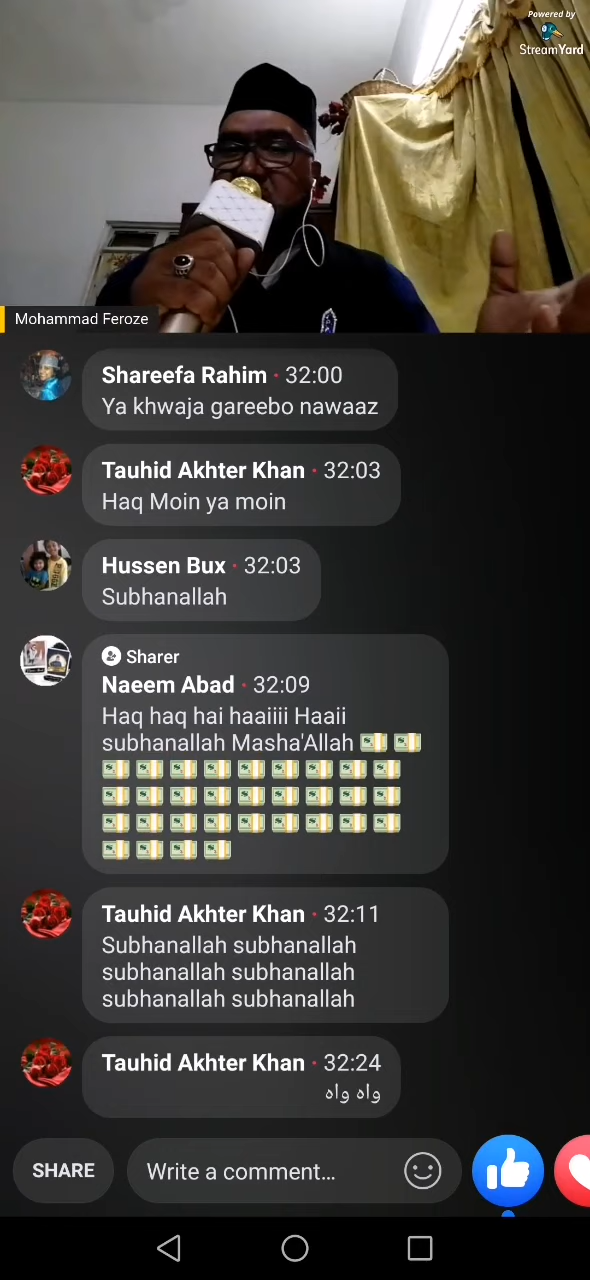 Powered by
StreamYard
Mohammad Feroze
Shareefa Rahim · 32:00
Ya khwaja gareebo nawaaz
Tauhid Akhter Khan · 32:03
Haq Moin ya moin
Hussen Bux · 32:03
Subhanallah
Sharer
Naeem Abad · 32:09
Haq haq hai haaiiii Haaii
subhanallah Masha'Allah 💵 💵
💵 💵 💵 💵 💵 💵 💵 💵 💵
💵 💵 💵 💵 💵 💵 💵 💵 💵
💵 💵 💵 💵 💵 💵 💵 💵 💵
💵 💵 💵 💵
Tauhid Akhter Khan · 32:11
Subhanallah subhanallah
subhanallah subhanallah
subhanallah subhanallah
Tauhid Akhter Khan · 32:24
واه واه
SHARE
Write a comment...